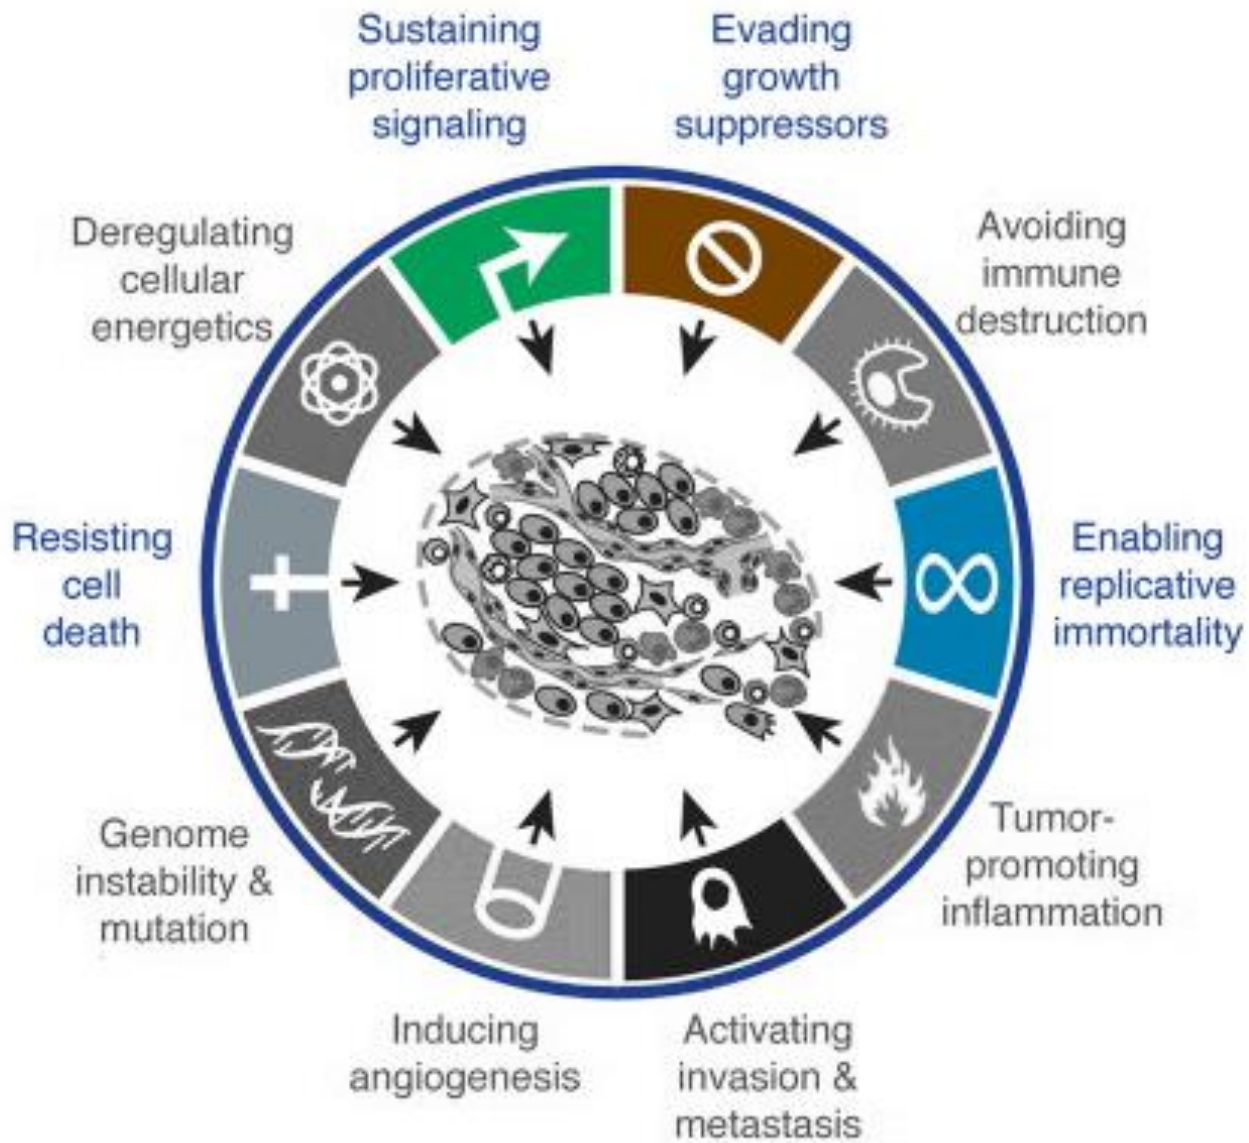 Sustaining
proliferative
signaling
Evading
growth
suppressors
Deregulating
cellular
energetics
Avoiding
immune
destruction
Resisting
cell
death
Enabling
replicative
immortality
Genome
instability &
mutation
Tumor-
promoting
inflammation
Inducing
angiogenesis
Activating
invasion &
metastasis